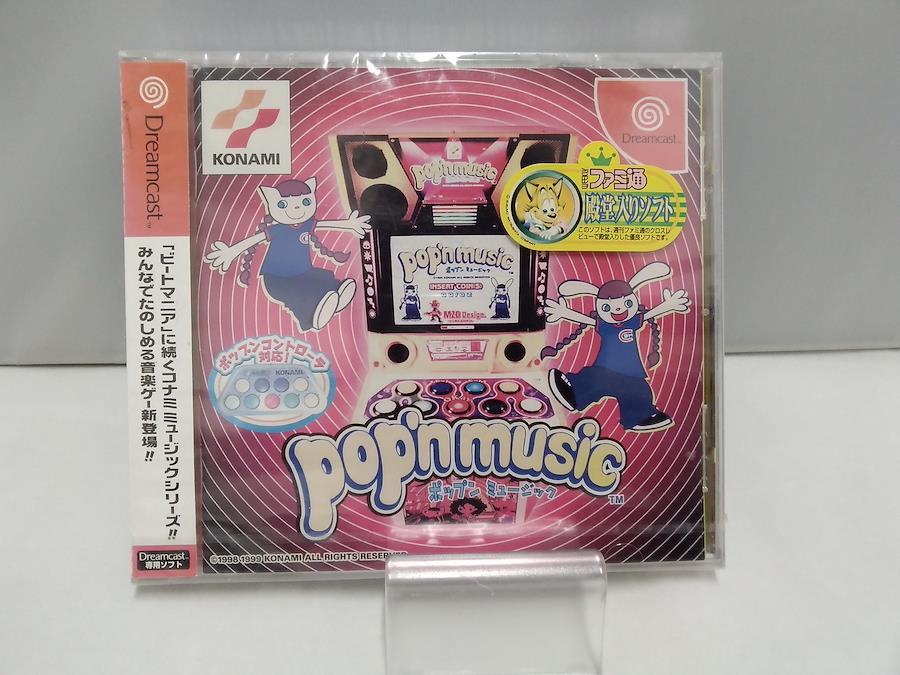 Dreamcast™
「ビートマニア」に続くコナミミュージックシリーズ!!
みんなでたのしめる音楽ゲー新登場!!
Dreamcast
専用ソフト
KONAMI
Dreamcast™
ファミ通
殿堂入りソフト
このソフトは、週刊ファミ通のクロスレ
ビューで殿堂入りした優良ソフトです。
pop'n music
pop'n music
ポップン ミュージック
INSERT COIN(S)
MZD Design.
ポップンコントローラ
対応!
KONAMI
pop'n music™
ポップン ミュージック
©1998 1999 KONAMI ALL RIGHTS RESERVED